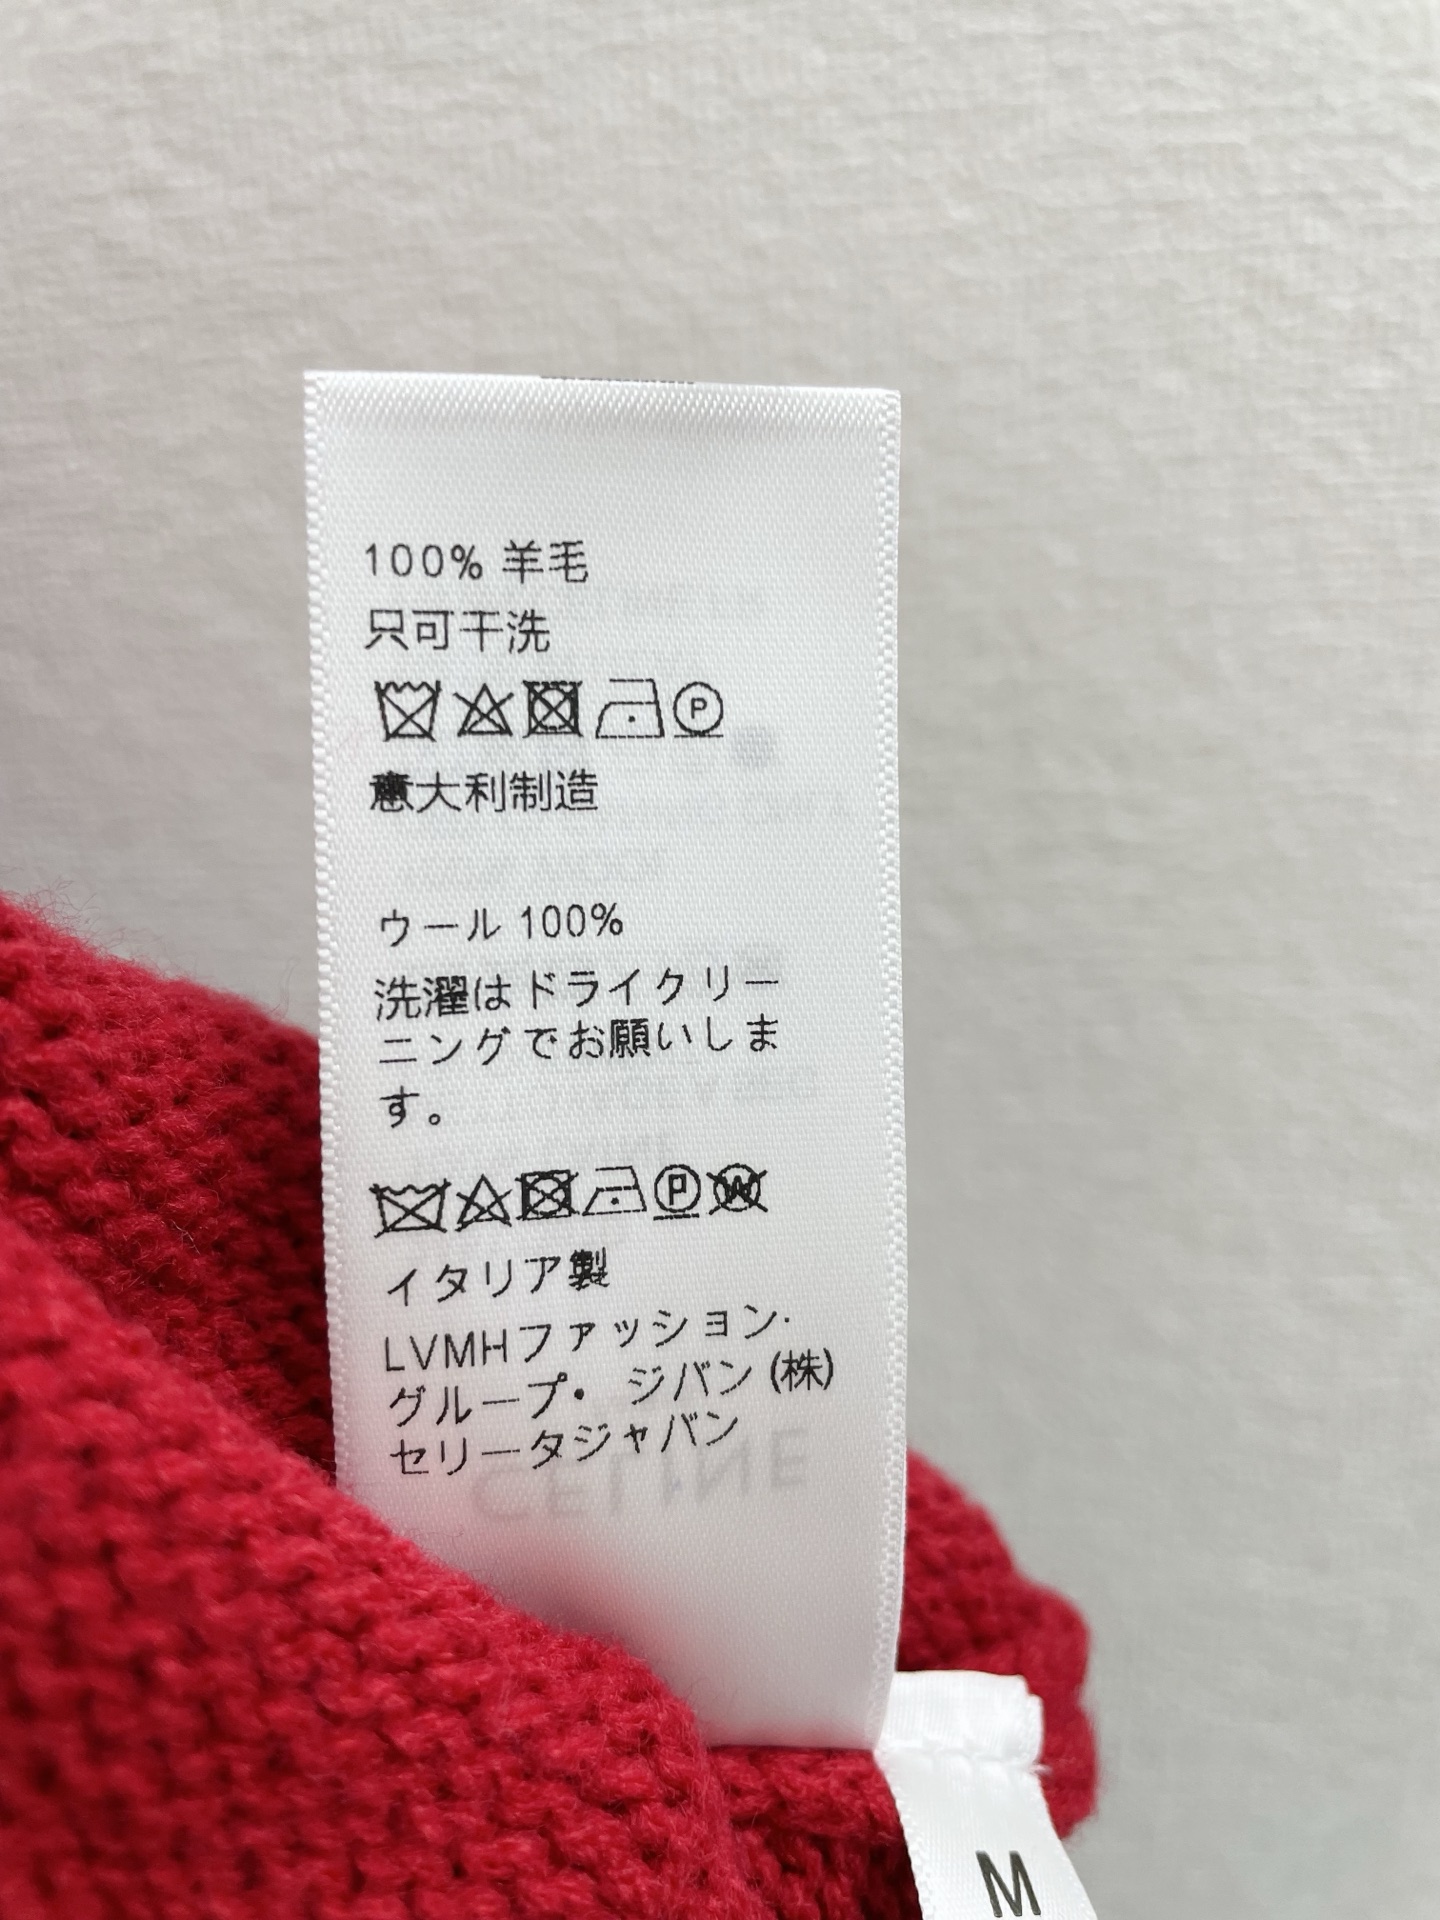 100% 羊毛
只可干洗
P
意大利制造
ウール 100%
洗濯はドライクリー
ニングでお願いしま
す。
P W
イタリア製
LVMHファッション.
グループ・ ジバン (株)
セリータジャバン
CELINE
M